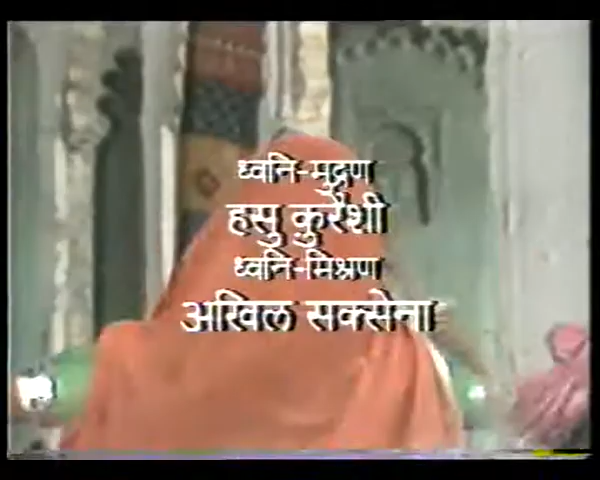 ध्वनि-मुद्रण
हसु कुरेशी
ध्वनि-मिश्रण
अखिल सक्सेना